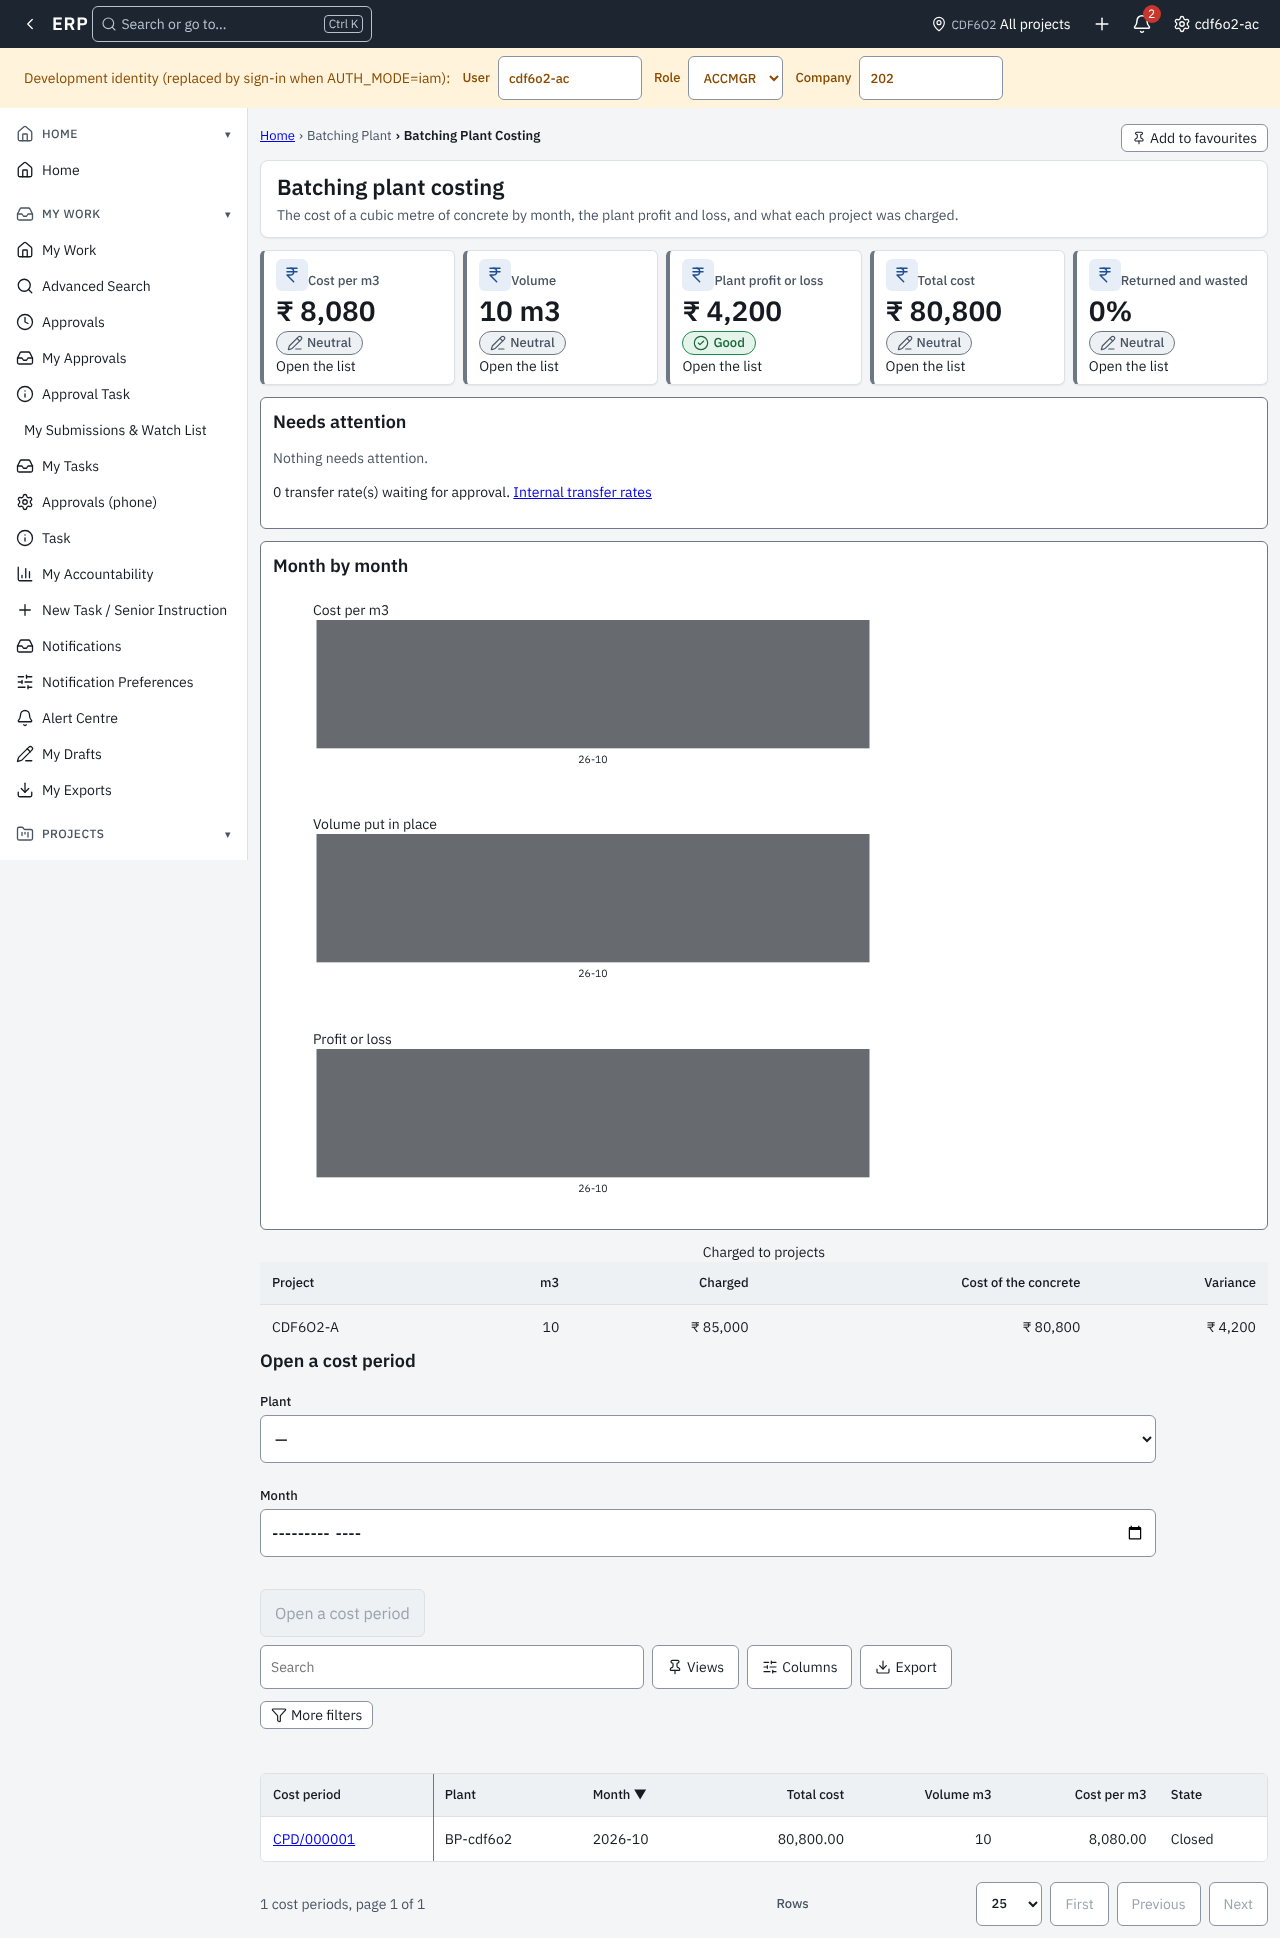 ERP
Search or go to...
Ctrl K
CDF6O2 All projects
2
cdf6o2-ac
Development identity (replaced by sign-in when AUTH_MODE=iam):
User
cdf6o2-ac
Role
ACCMGR
Company
202
HOME
Home
MY WORK
My Work
Advanced Search
Approvals
My Approvals
Approval Task
My Submissions & Watch List
My Tasks
Approvals (phone)
Task
My Accountability
New Task / Senior Instruction
Notifications
Notification Preferences
Alert Centre
My Drafts
My Exports
PROJECTS
Home › Batching Plant › Batching Plant Costing
Add to favourites
Batching plant costing
The cost of a cubic metre of concrete by month, the plant profit and loss, and what each project was charged.
₹ Cost per m3
₹ 8,080
Neutral
Open the list
₹ Volume
10 m3
Neutral
Open the list
₹ Plant profit or loss
₹ 4,200
Good
Open the list
₹ Total cost
₹ 80,800
Neutral
Open the list
₹ Returned and wasted
0%
Neutral
Open the list
Needs attention
Nothing needs attention.
0 transfer rate(s) waiting for approval. Internal transfer rates
Month by month
Cost per m3
26-10
Volume put in place
26-10
Profit or loss
26-10
Charged to projects
Project m3 Charged Cost of the concrete Variance
CDF6O2-A 10 ₹ 85,000 ₹ 80,800 ₹ 4,200
Open a cost period
Plant
—
Month
--------- ----
Open a cost period
Search
Views
Columns
Export
More filters
Cost period Plant Month ▼ Total cost Volume m3 Cost per m3 State
CPD/000001 BP-cdf6o2 2026-10 80,800.00 10 8,080.00 Closed
1 cost periods, page 1 of 1
Rows
25
First
Previous
Next